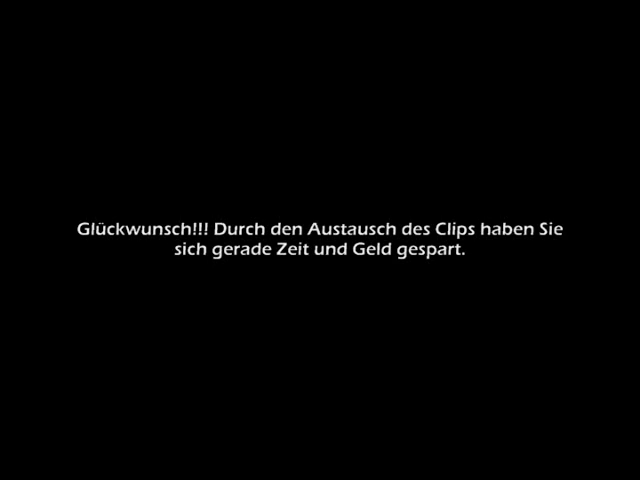 Glückwunsch!!! Durch den Austausch des Clips haben Sie
sich gerade Zeit und Geld gespart.